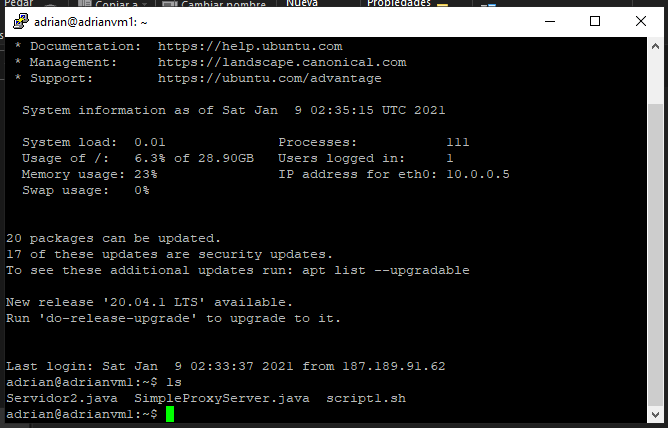 Pegar
Copiar a
Cambiar nombre
Nueva
Propiedades
adrian@adrianvm1: ~
* Documentation:  https://help.ubuntu.com
* Management:     https://landscape.canonical.com
* Support:        https://ubuntu.com/advantage
System information as of Sat Jan  9 02:35:15 UTC 2021
System load:  0.01              Processes:           111
Usage of /:   6.3% of 28.90GB   Users logged in:     1
Memory usage: 23%               IP address for eth0: 10.0.0.5
Swap usage:   0%
20 packages can be updated.
17 of these updates are security updates.
To see these additional updates run: apt list --upgradable
New release '20.04.1 LTS' available.
Run 'do-release-upgrade' to upgrade to it.
Last login: Sat Jan  9 02:33:37 2021 from 187.189.91.62
adrian@adrianvm1:~$ ls
Servidor2.java  SimpleProxyServer.java  script1.sh
adrian@adrianvm1:~$